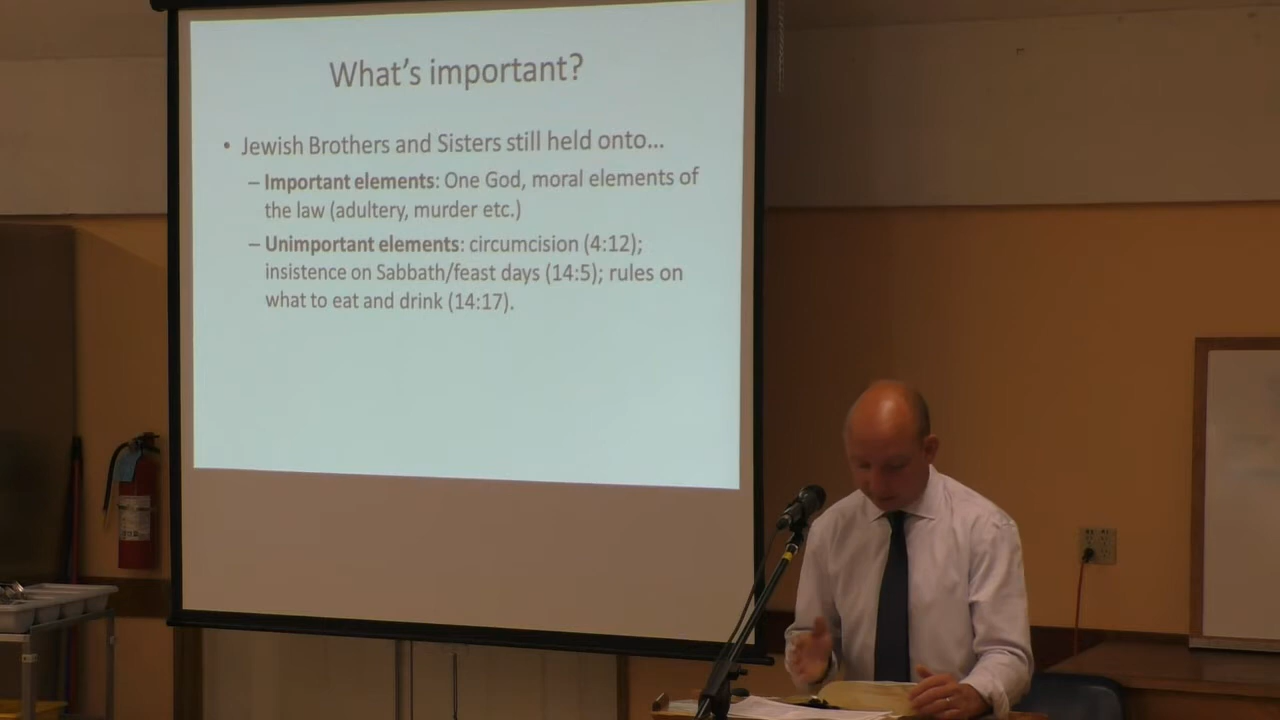 What's important?
• Jewish Brothers and Sisters still held onto...
– Important elements: One God, moral elements of
the law (adultery, murder etc.)
– Unimportant elements: circumcision (4:12);
insistence on Sabbath/feast days (14:5); rules on
what to eat and drink (14:17).